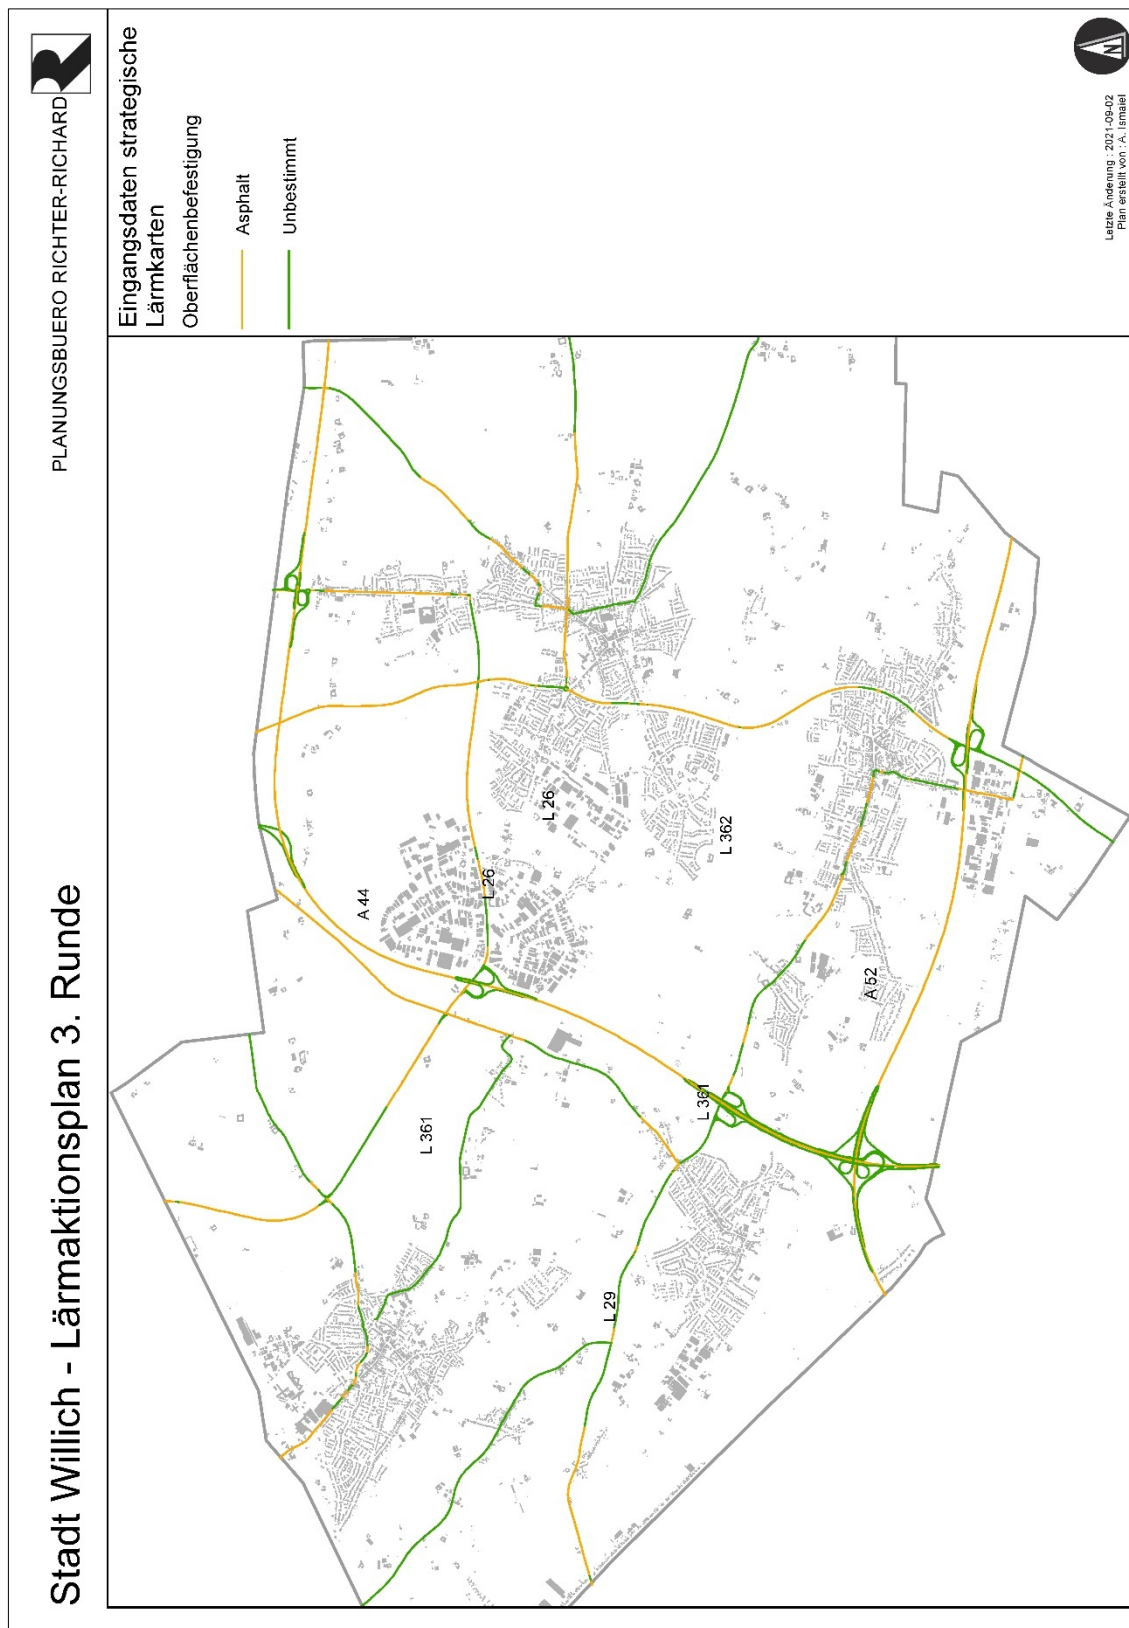 Stadt Willich - Lärmaktionsplan 3. Runde
PLANUNGSBUERO RICHTER-RICHARD
Eingangsdaten strategische
Lärmkarten
Oberflächenbefestigung
Asphalt
Unbestimmt
A 44
L 361
L 26
L 26
L 29
L 361
L 362
A 52
N
Letzte Änderung : 2021-09-02
Plan erstellt von : A. Ismaiel